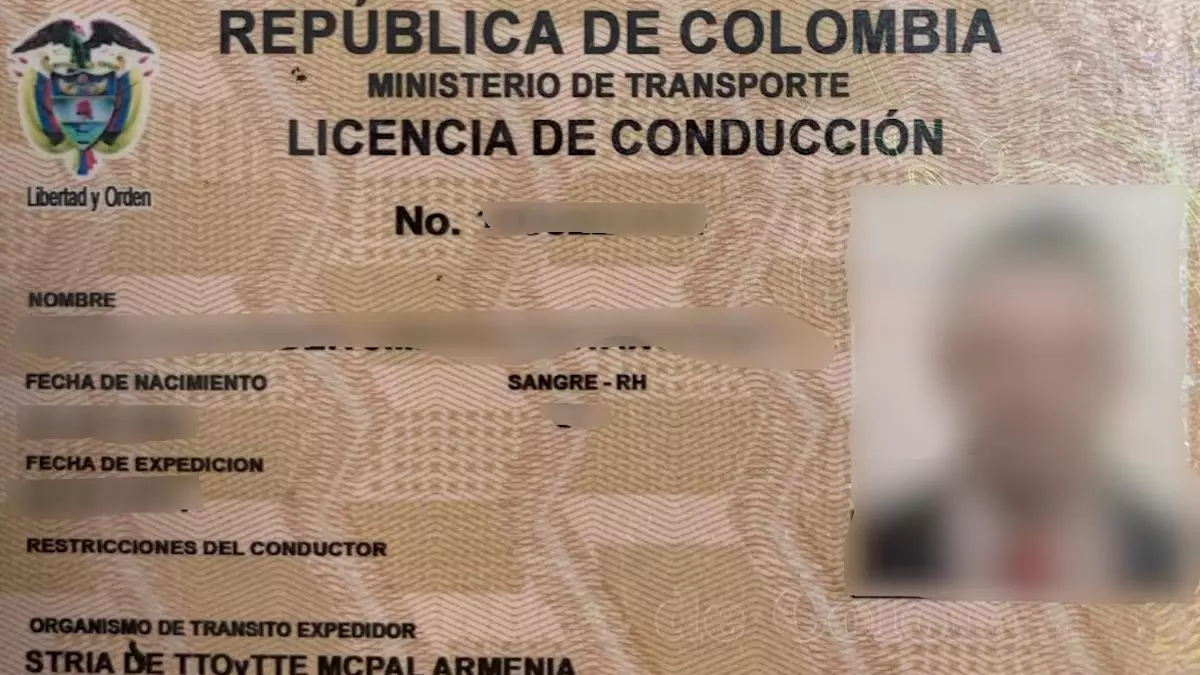 REPÚBLICA DE COLOMBIA
MINISTERIO DE TRANSPORTE
LICENCIA DE CONDUCCIÓN
Libertad y Orden
No.
NOMBRE
FECHA DE NACIMIENTO SANGRE - RH
FECHA DE EXPEDICION
RESTRICCIONES DEL CONDUCTOR
ORGANISMO DE TRANSITO EXPEDIDOR
STRIA DE TTOyTTE MCPAL ARMENIA